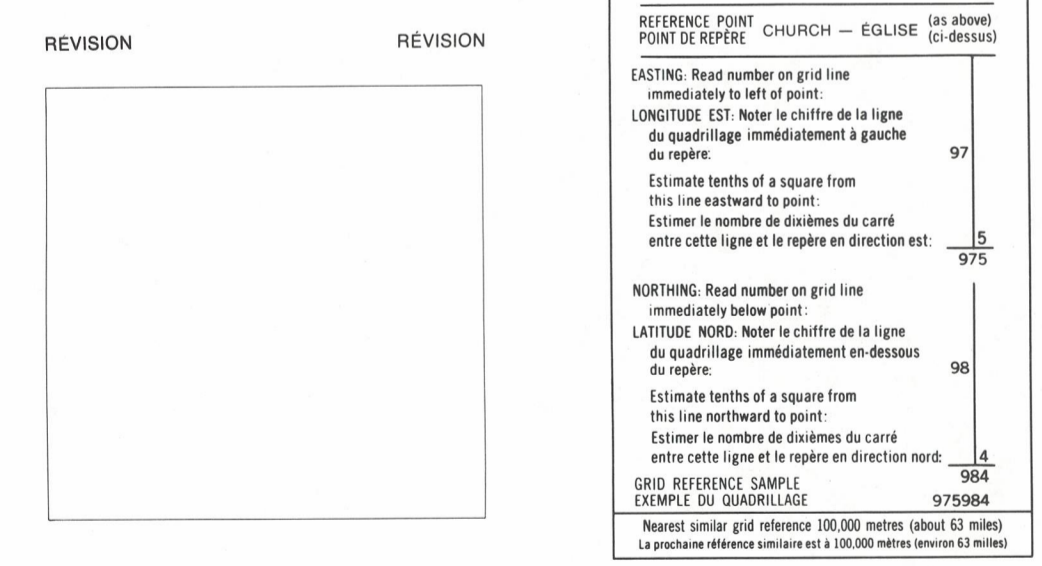 RÉVISION RÉVISION
REFERENCE POINT
POINT DE REPÈRE
CHURCH — ÉGLISE
(as above)
(ci-dessus)
EASTING: Read number on grid line
immediately to left of point:
LONGITUDE EST: Noter le chiffre de la ligne
du quadrillage immédiatement à gauche
du repère: 97
Estimate tenths of a square from
this line eastward to point:
Estimer le nombre de dixièmes du carré
entre cette ligne et le repère en direction est: 5
975
NORTHING: Read number on grid line
immediately below point:
LATITUDE NORD: Noter le chiffre de la ligne
du quadrillage immédiatement en-dessous
du repère: 98
Estimate tenths of a square from
this line northward to point:
Estimer le nombre de dixièmes du carré
entre cette ligne et le repère en direction nord: 4
984
GRID REFERENCE SAMPLE
EXEMPLE DU QUADRILLAGE 975984
Nearest similar grid reference 100,000 metres (about 63 miles)
La prochaine référence similaire est à 100,000 mètres (environ 63 milles)